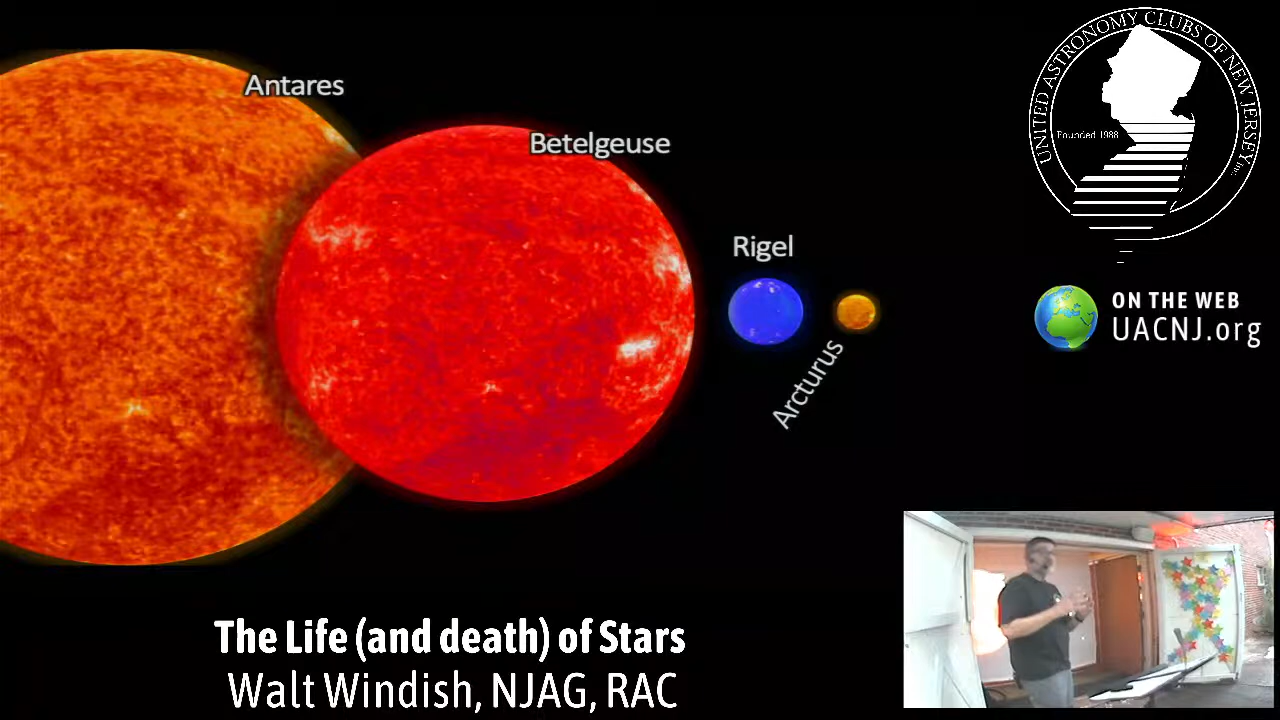 Antares
Betelgeuse
Rigel
Arcturus
UNITED ASTRONOMY CLUBS OF NEW JERSEY, Inc.
Founded 1988
ON THE WEB
UACNJ.org
The Life (and death) of Stars
Walt Windish, NJAG, RAC